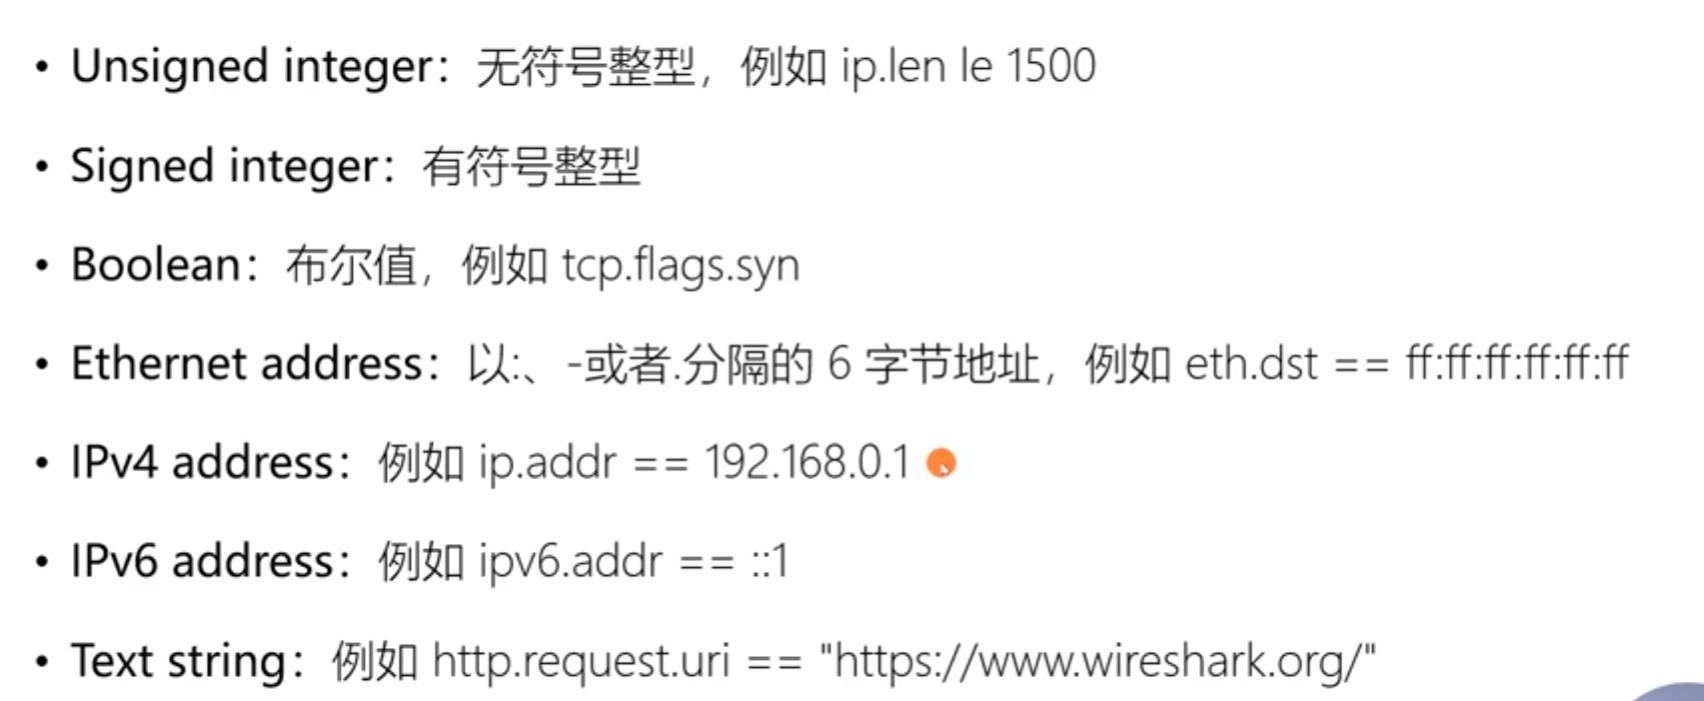 • Unsigned integer：无符号整型，例如 ip.len le 1500
• Signed integer：有符号整型
• Boolean：布尔值，例如 tcp.flags.syn
• Ethernet address：以:、-或者.分隔的 6 字节地址，例如 eth.dst == ff:ff:ff:ff:ff:ff
• IPv4 address：例如 ip.addr == 192.168.0.1
• IPv6 address：例如 ipv6.addr == ::1
• Text string：例如 http.request.uri == "https://www.wireshark.org/"